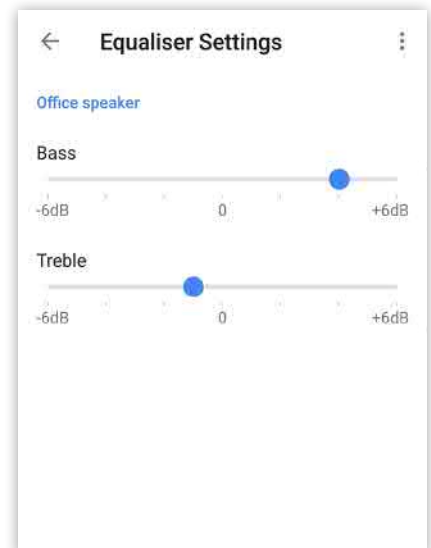 Equaliser Settings
Office speaker
Bass
-6dB 0 +6dB
Treble
-6dB 0 +6dB